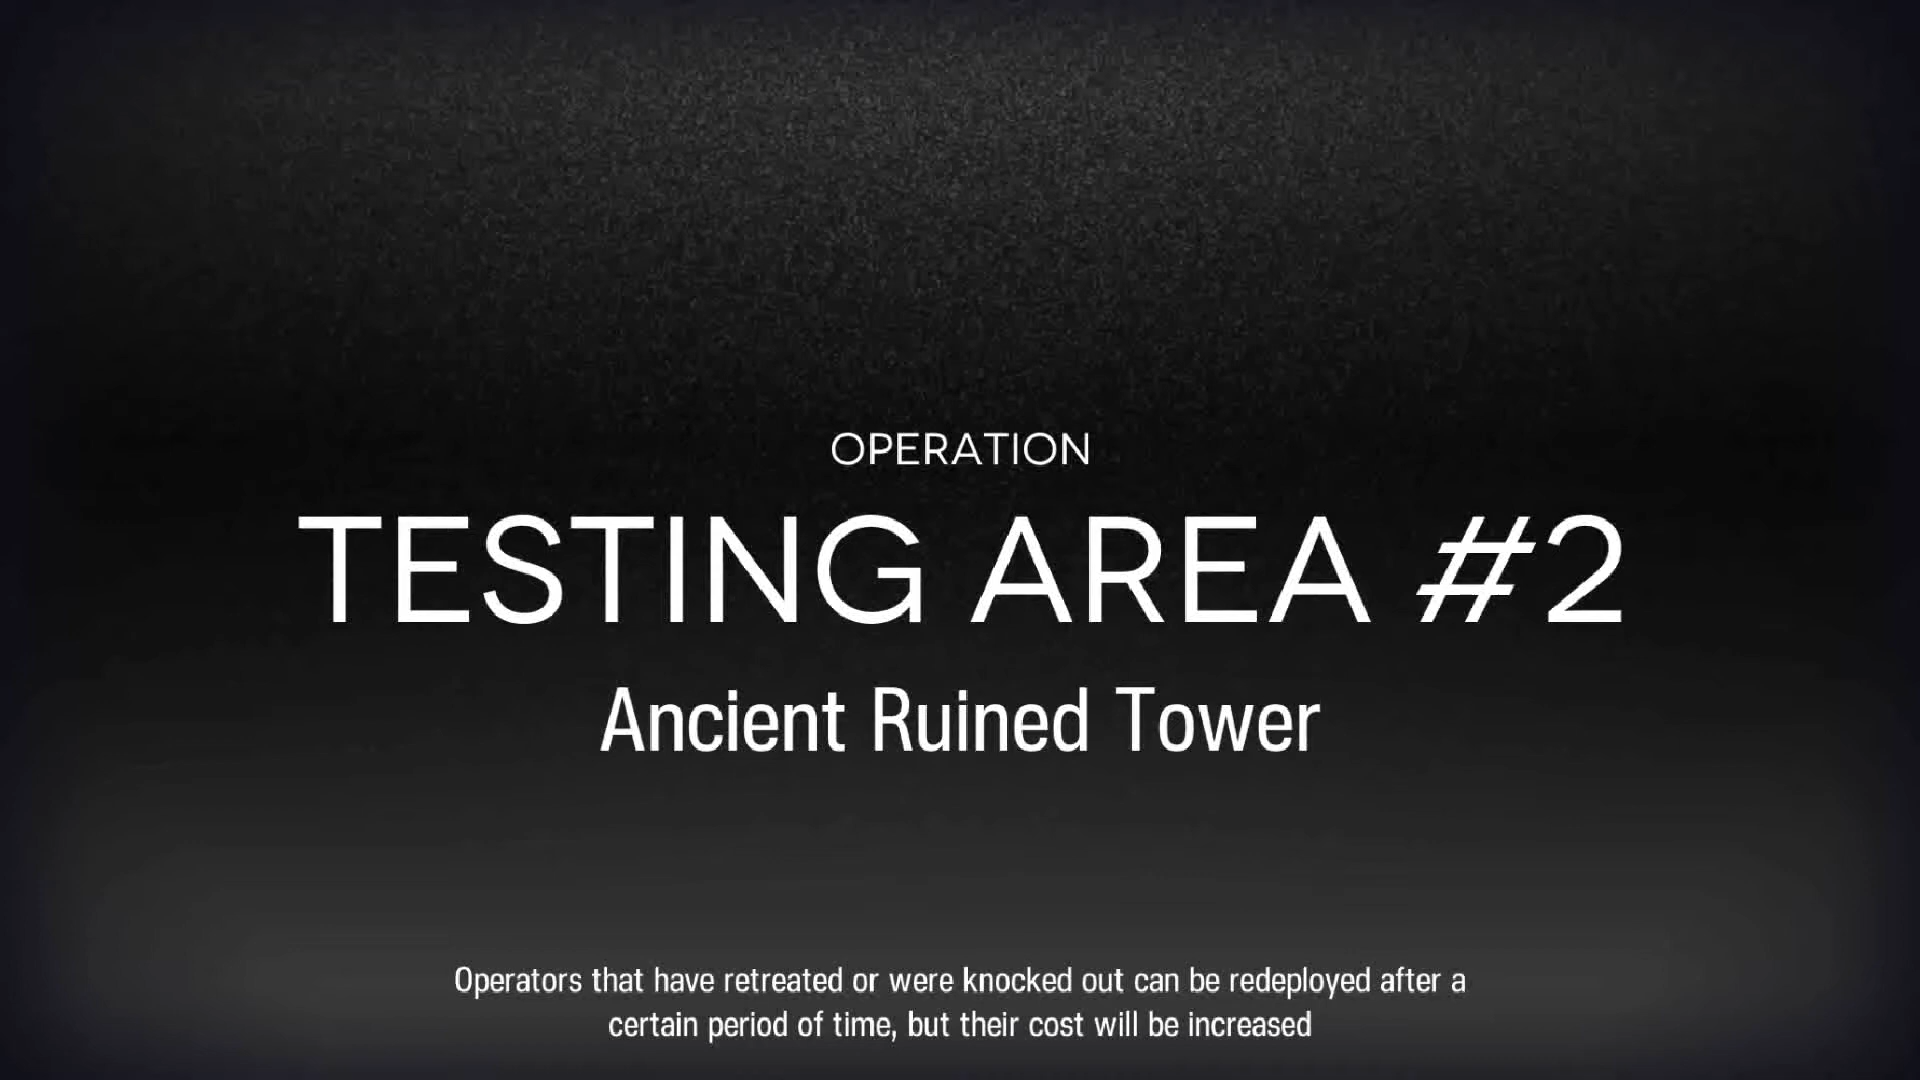 OPERATION
TESTING AREA #2
Ancient Ruined Tower
Operators that have retreated or were knocked out can be redeployed after a
certain period of time, but their cost will be increased